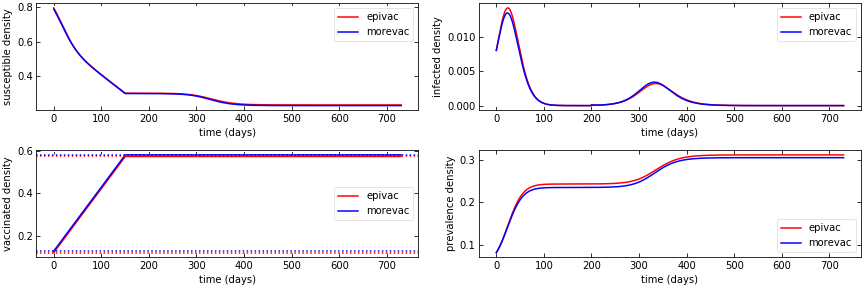 susceptible density
0.8
0.6
0.4
0 100 200 300 400 500 600 700
time (days)
epivac
morevac
infected density
0.010
0.005
0.000
0 100 200 300 400 500 600 700
time (days)
epivac
morevac
vaccinated density
0.6
0.4
0.2
0 100 200 300 400 500 600 700
time (days)
epivac
morevac
prevalence density
0.3
0.2
0.1
0 100 200 300 400 500 600 700
time (days)
epivac
morevac